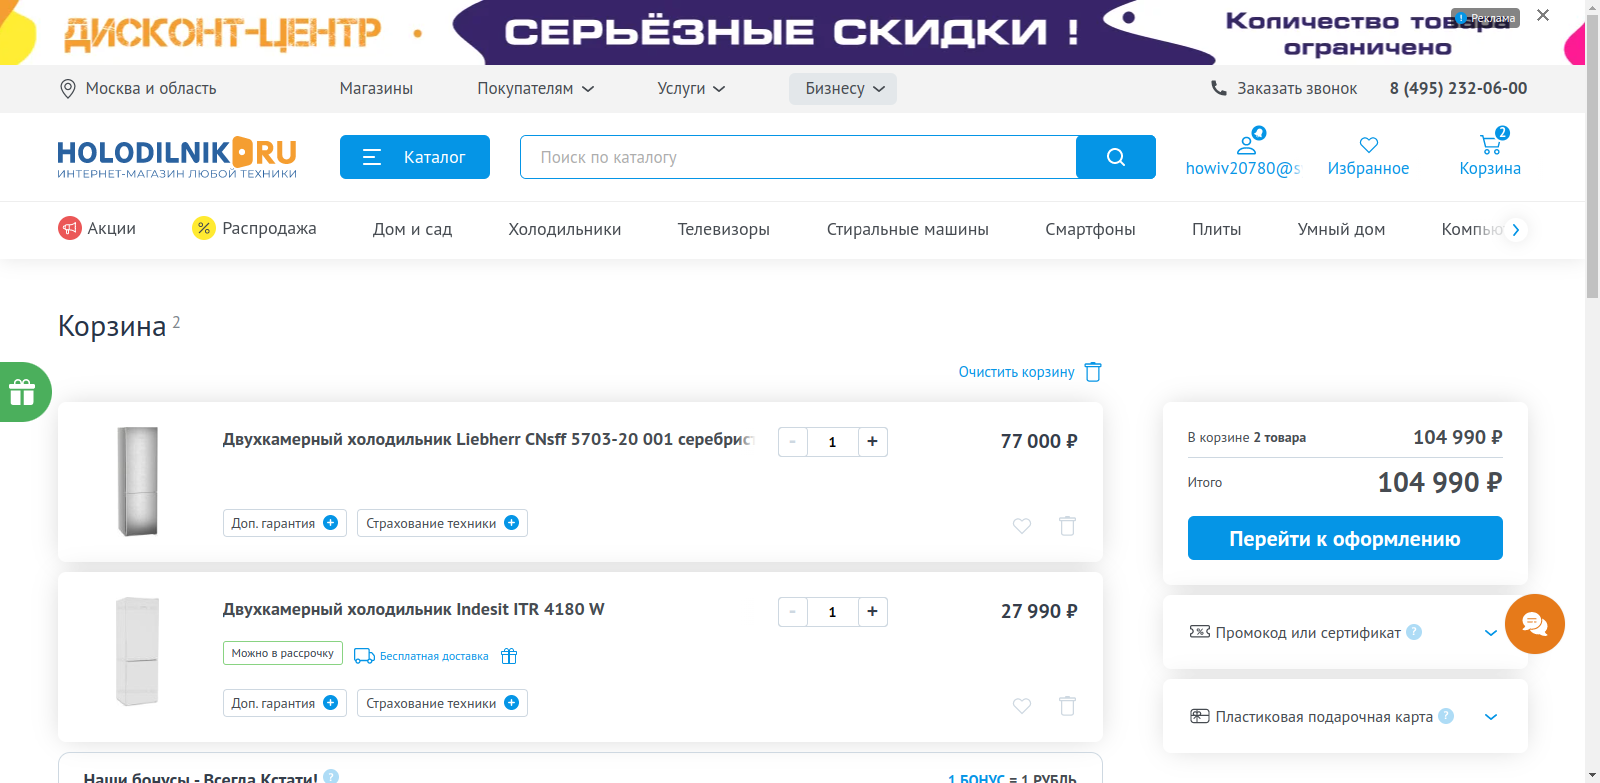 ДИСКОНТ-ЦЕНТР
СЕРЬЁЗНЫЕ СКИДКИ !
Количество товара
ограничено
Реклама
Москва и область
Магазины
Покупателям
Услуги
Бизнесу
Заказать звонок
8 (495) 232-06-00
HOLODILNIK.RU
ИНТЕРНЕТ-МАГАЗИН ЛЮБОЙ ТЕХНИКИ
Каталог
Поиск по каталогу
howiv20780@s
Избранное
2
Корзина
Акции
Распродажа
Дом и сад
Холодильники
Телевизоры
Стиральные машины
Смартфоны
Плиты
Умный дом
Компью
Корзина 2
Очистить корзину
Двухкамерный холодильник Liebherr CNsff 5703-20 001 серебрист
- 1 +
77 000 ₽
Доп. гарантия
Страхование техники
Двухкамерный холодильник Indesit ITR 4180 W
- 1 +
27 990 ₽
Можно в рассрочку
Бесплатная доставка
Доп. гарантия
Страхование техники
Наши бонусы - Всегда Кстати! ?
1 БОНУС = 1 РУБЛЬ
В корзине 2 товара
104 990 ₽
Итого
104 990 ₽
Перейти к оформлению
Промокод или сертификат ?
Пластиковая подарочная карта ?